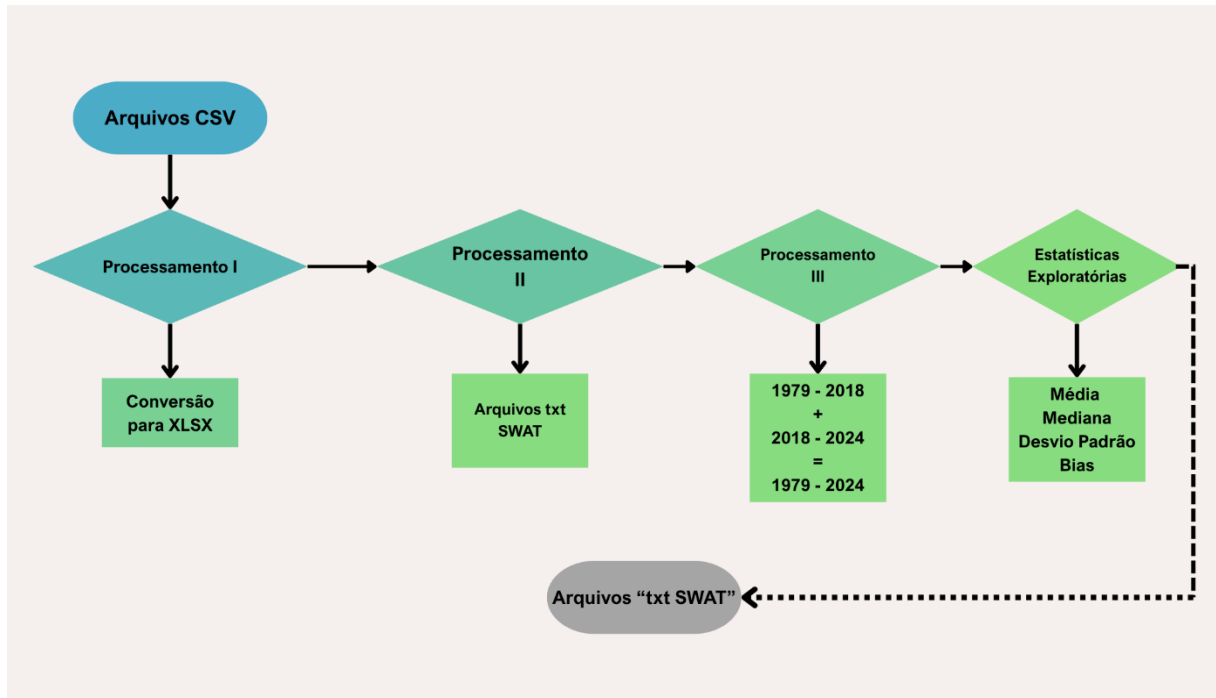 Arquivos CSV
Processamento I
Processamento
II
Processamento
III
Estatísticas
Exploratórias
Conversão
para XLSX
Arquivos txt
SWAT
1979 - 2018
+
2018 - 2024
=
1979 - 2024
Média
Mediana
Desvio Padrão
Bias
Arquivos “txt SWAT”